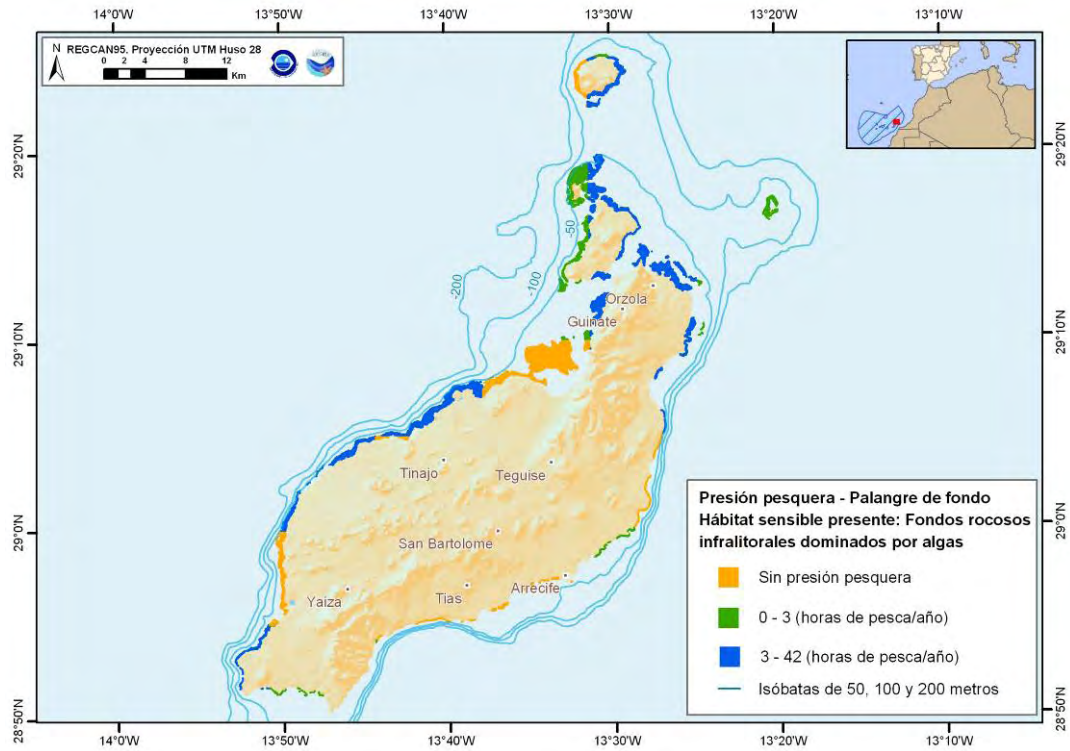 14°0'W 13°50'W 13°40'W 13°30'W 13°20'W 13°10'W
N REGCAN95. Proyección UTM Huso 28
0 2 4 8 12
Km
29°20'N 29°20'N
-50
-100
-200
Orzola
Guinate
29°10'N 29°10'N
Tinajo
Teguise
29°0'N 29°0'N
San Bartolome
Arrecife
Yaiza
Tias
28°50'N 28°50'N
Presión pesquera - Palangre de fondo
Hábitat sensible presente: Fondos rocosos
infralitorales dominados por algas
Sin presión pesquera
0 - 3 (horas de pesca/año)
3 - 42 (horas de pesca/año)
Isóbatas de 50, 100 y 200 metros
14°0'W 13°50'W 13°40'W 13°30'W 13°20'W 13°10'W